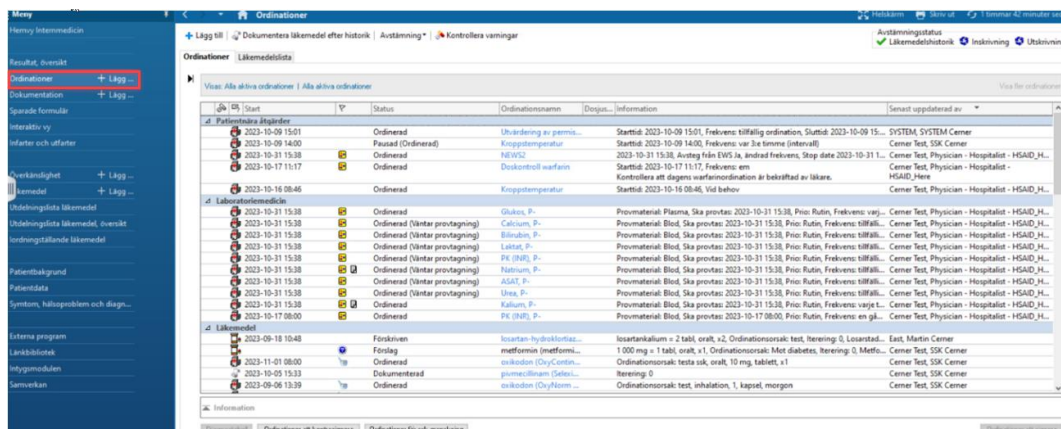 Meny
Ordinationer
Helskärm Skriv ut 1 timmar 42 minuter se
Hem
Internmedicin
Lägg till Dokumentera läkemedel efter historik Avstämning Kontrollera varningar
Avstämningsstatus
Läkemedelshistorik Inskrivning Utskrivnin
Resultat, översikt
Ordinationer + Lägg ...
Dokumentation + Lägg ...
Sparade formulär
Interaktiv vy
Infarter och utfarter
Överkänslighet + Lägg ...
kemedel + Lägg ...
Utdelningslista läkemedel
Utdelningslista läkemedel, översikt
Iordningställande läkemedel
Patientbakgrund
Patientdata
Symtom, hälsoproblem och diagn...
Externa program
Länkbibliotek
Intygsmodulen
Samverkan
Ordinationer Läkemedelslista
Visas: Alla aktiva ordinationer | Alla aktiva ordinationer
Visa fler ordinationer
Start Status Ordinationsnamn Dosjus... Information Senast uppdaterad av
Patientnära åtgärder
2023-10-09 15:01 Ordinerad Utvärdering av permis... Starttid: 2023-10-09 15:01, Frekvens: tillfällig ordination, Sluttid: 2023-10-09 15:... SYSTEM, SYSTEM Cerner
2023-10-09 14:00 Pausad (Ordinerad) Kroppstemperatur Starttid: 2023-10-09 14:00, Frekvens: var 3:e timme (intervall) Cerner Test, SSK Cerner
2023-10-31 15:38 Ordinerad NEWS2 2023-10-31 15:38, Avsteg från EWS Ja, ändrad frekvens, Stop date 2023-10-31 1... Cerner Test, Physician - Hospitalist - HSAID_H...
2023-10-17 11:17 Ordinerad Doskontroll warfarin Starttid: 2023-10-17 11:17, Frekvens: em Cerner Test, Physician - Hospitalist -
Kontrollera att dagens warfarinordination är bekräftad av läkare. HSAID_Here
2023-10-16 08:46 Ordinerad Kroppstemperatur Starttid: 2023-10-16 08:46, Vid behov Cerner Test, SSK Cerner
Laboratoriemedicin
2023-10-31 15:38 Ordinerad Glukos, P- Provmaterial: Plasma, Ska provtas: 2023-10-31 15:38, Prio: Rutin, Frekvens: varj... Cerner Test, Physician - Hospitalist - HSAID_H...
2023-10-31 15:38 Ordinerad (Väntar provtagning) Calcium, P- Provmaterial: Blod, Ska provtas: 2023-10-31 15:38, Prio: Rutin, Frekvens: tillfälli... Cerner Test, Physician - Hospitalist - HSAID_H...
2023-10-31 15:38 Ordinerad (Väntar provtagning) Bilirubin, P- Provmaterial: Blod, Ska provtas: 2023-10-31 15:38, Prio: Rutin, Frekvens: tillfälli... Cerner Test, Physician - Hospitalist - HSAID_H...
2023-10-31 15:38 Ordinerad (Väntar provtagning) Laktat, P- Provmaterial: Blod, Ska provtas: 2023-10-31 15:38, Prio: Rutin, Frekvens: tillfälli... Cerner Test, Physician - Hospitalist - HSAID_H...
2023-10-31 15:38 Ordinerad (Väntar provtagning) PK (INR), P- Provmaterial: Blod, Ska provtas: 2023-10-31 15:38, Prio: Rutin, Frekvens: tillfälli... Cerner Test, Physician - Hospitalist - HSAID_H...
2023-10-31 15:38 Ordinerad (Väntar provtagning) Natrium, P- Provmaterial: Blod, Ska provtas: 2023-10-31 15:38, Prio: Rutin, Frekvens: tillfälli... Cerner Test, Physician - Hospitalist - HSAID_H...
2023-10-31 15:38 Ordinerad (Väntar provtagning) ASAT, P- Provmaterial: Blod, Ska provtas: 2023-10-31 15:38, Prio: Rutin, Frekvens: tillfälli... Cerner Test, Physician - Hospitalist - HSAID_H...
2023-10-31 15:38 Ordinerad (Väntar provtagning) Urea, P- Provmaterial: Blod, Ska provtas: 2023-10-31 15:38, Prio: Rutin, Frekvens: tillfälli... Cerner Test, Physician - Hospitalist - HSAID_H...
2023-10-31 15:38 Ordinerad Kalium, P- Provmaterial: Blod, Ska provtas: 2023-10-31 15:38, Prio: Rutin, Frekvens: varje t... Cerner Test, Physician - Hospitalist - HSAID_H...
2023-10-17 08:00 Ordinerad PK (INR), P- Provmaterial: Blod, Ska provtas: 2023-10-17 08:00, Prio: Rutin, Frekvens: en gå... Cerner Test, Physician - Hospitalist - HSAID_H...
Läkemedel
2023-09-18 10:48 Förskriven losartan-hydroklortiaz... losartankalium = 2 tabl, oralt, x2, Ordinationsorsak: test, Iterering: 0, Losarstad... East, Martin Cerner
Förslag metformin (metformi... 1 000 mg = 1 tabl, oralt, x1, Ordinationsorsak: Mot diabetes, Iterering: 0, Metfo... Cerner Test, SSK Cerner
2023-11-01 08:00 Ordinerad oxikodon (OxyContin... Ordinationsorsak: testa ssk, oralt, 10 mg, tablett, x1 Cerner Test, SSK Cerner
2023-10-05 15:33 Dokumenterad pivmecillinam (Selexi... Iterering: 0 Cerner Test, SSK Cerner
2023-09-06 13:39 Ordinerad oxikodon (OxyNorm ... Ordinationsorsak: test, inhalation, 1, kapsel, morgon Cerner Test, SSK Cerner
Information